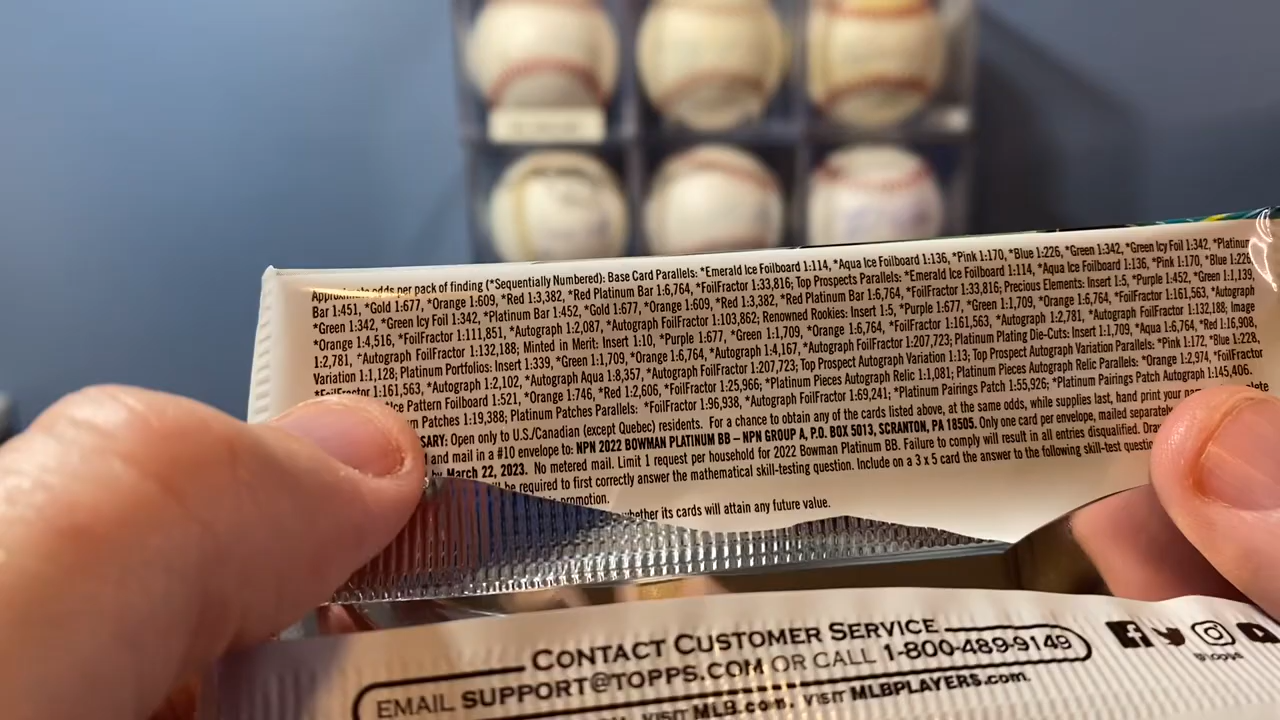 Approximate odds per pack of finding (*Sequentially Numbered): Base Card Parallels: *Emerald Ice Foilboard 1:114, *Aqua Ice Foilboard 1:136, *Pink 1:170, *Blue 1:226, *Green 1:342, *Green Icy Foil 1:342, *Platinum
Bar 1:451, *Gold 1:677, *Orange 1:609, *Red 1:3,382, *Red Platinum Bar 1:6,764, *FoilFractor 1:33,816; Top Prospects Parallels: *Emerald Ice Foilboard 1:114, *Aqua Ice Foilboard 1:136, *Pink 1:170, *Blue 1:226
*Green 1:342, *Green Icy Foil 1:342, *Platinum Bar 1:452, *Gold 1:677, *Orange 1:609, *Red 1:3,382, *Red Platinum Bar 1:6,764, *FoilFractor 1:33,816; Precious Elements: Insert 1:5, *Purple 1:452, *Green 1:1,139,
*Orange 1:4,516, *FoilFractor 1:111,851, *Autograph 1:2,087, *Autograph FoilFractor 1:103,862; Renowned Rookies: Insert 1:5, *Purple 1:677, *Green 1:1,709, *Orange 1:6,764, *FoilFractor 1:161,563, *Autograph
1:2,781, *Autograph FoilFractor 1:132,188; Minted in Merit: Insert 1:10, *Purple 1:677, *Green 1:1,709, *Orange 1:6,764, *FoilFractor 1:161,563, *Autograph 1:2,781, *Autograph FoilFractor 1:132,188; Image
Variation 1:1,128; Platinum Portfolios: Insert 1:339, *Green 1:1,709, *Orange 1:6,764, *Autograph 1:4,167, *Autograph FoilFractor 1:207,723; Platinum Plating Die-Cuts: Insert 1:1,709, *Aqua 1:6,764, *Red 1:16,908,
*FoilFractor 1:161,563, *Autograph 1:2,102, *Autograph Aqua 1:8,357, *Autograph FoilFractor 1:207,723; Top Prospect Autograph Variation 1:13; Top Prospect Autograph Variation Parallels: *Pink 1:172, *Blue 1:228,
Ice Pattern Foilboard 1:521, *Orange 1:746, *Red 1:2,606, *FoilFractor 1:25,966; *Platinum Pieces Autograph Relic 1:1,081; Platinum Pieces Autograph Relic Parallels: *Orange 1:2,974, *FoilFractor
Patches 1:19,388; Platinum Patches Parallels: *FoilFractor 1:96,938, *Autograph FoilFractor 1:69,241; *Platinum Pairings Patch 1:55,926; *Platinum Pairings Patch Autograph 1:145,406.
SARY: Open only to U.S./Canadian (except Quebec) residents. For a chance to obtain any of the cards listed above, at the same odds, while supplies last, hand print your
and mail in a #10 envelope to: NPN 2022 BOWMAN PLATINUM BB – NPN GROUP A, P.O. BOX 5013, SCRANTON, PA 18505. Only one card per envelope, mailed separately
by March 22, 2023. No metered mail. Limit 1 request per household for 2022 Bowman Platinum BB. Failure to comply will result in all entries disqualified.
be required to first correctly answer the mathematical skill-testing question. Include on a 3 x 5 card the answer to the following skill-test
promotion.
whether its cards will attain any future value.
CONTACT CUSTOMER SERVICE
EMAIL SUPPORT@TOPPS.COM OR CALL 1-800-489-9149
VISIT MLB.com. VISIT MLBPLAYERS.com.
@topps